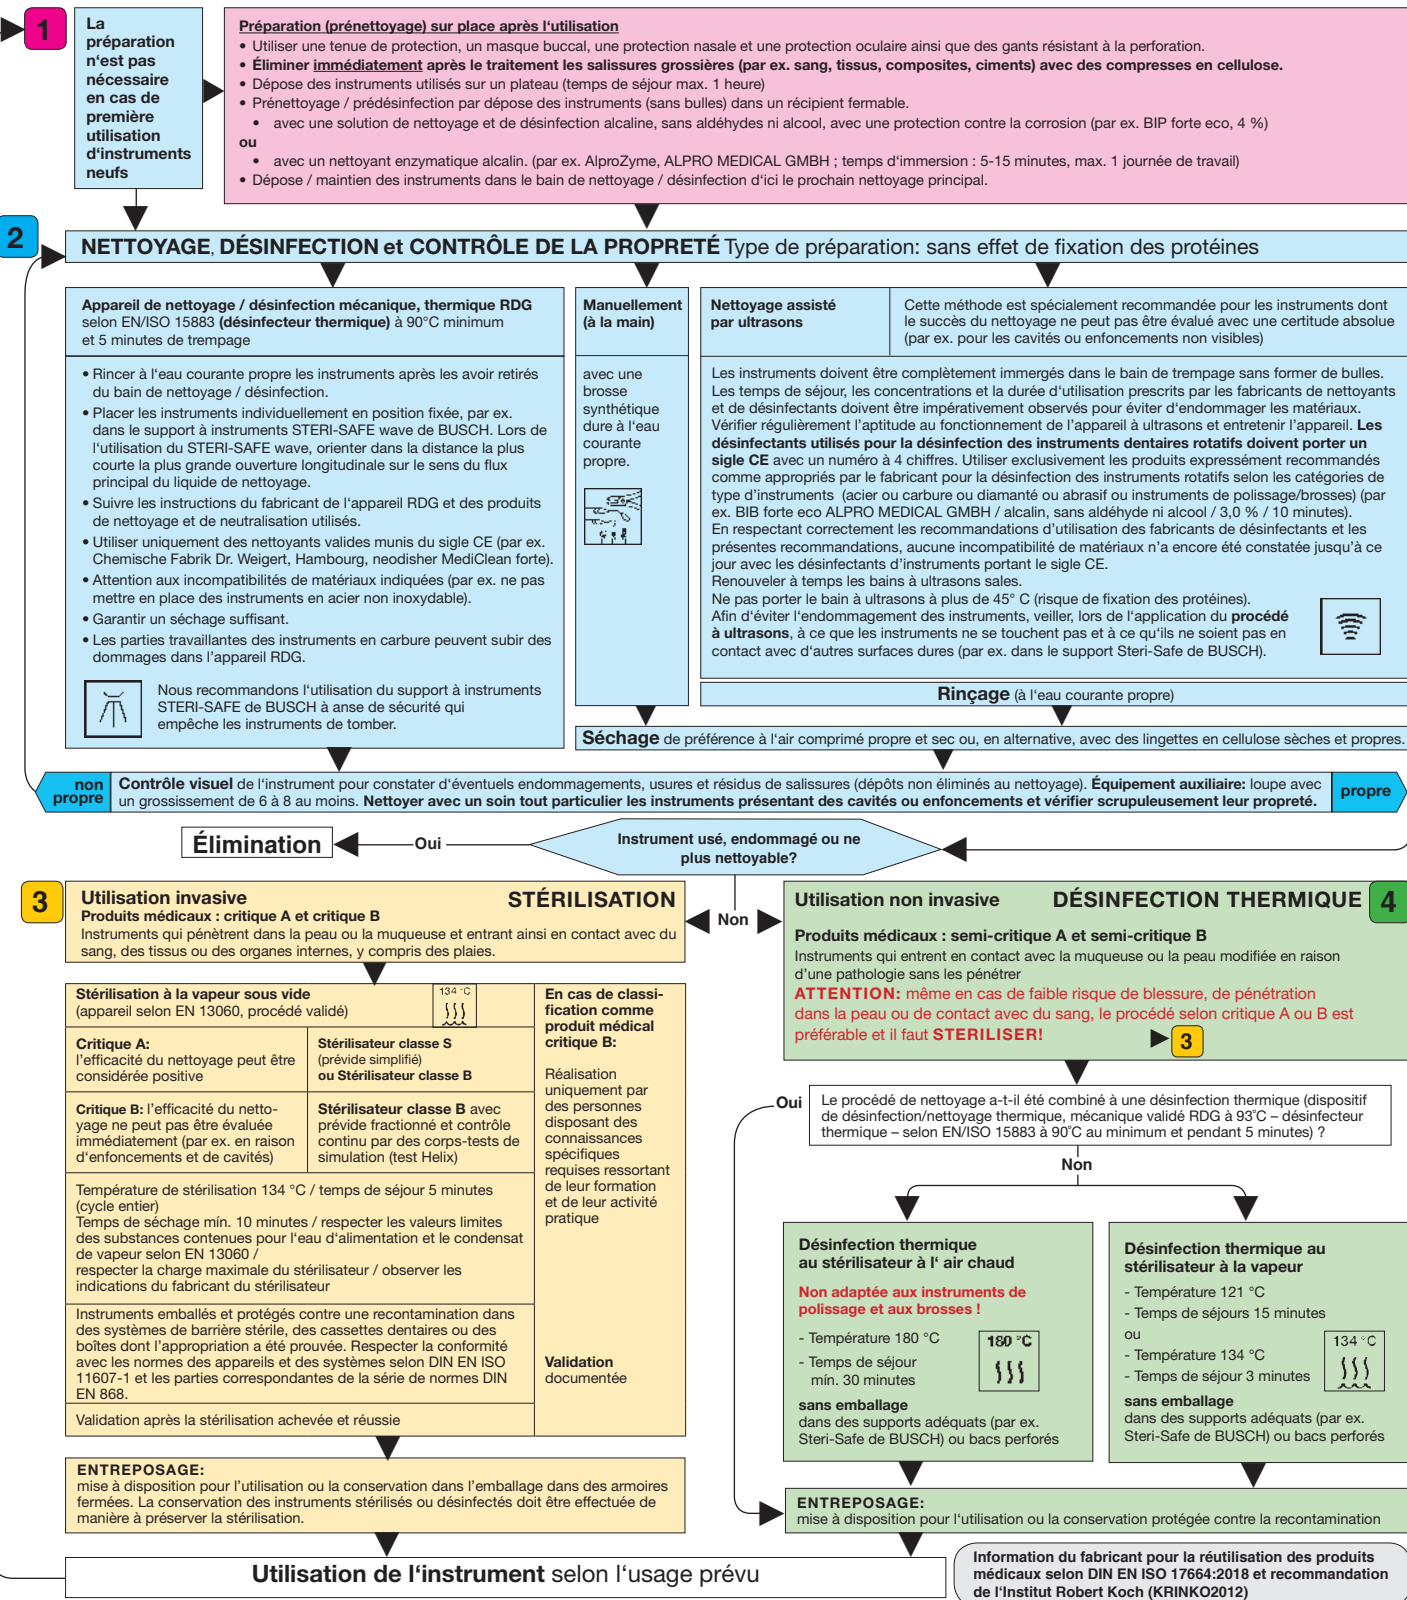 1
La
préparation
n'est pas
nécessaire
en cas de
première
utilisation
d'instruments
neufs
Préparation (prénettoyage) sur place après l'utilisation
• Utiliser une tenue de protection, un masque buccal, une protection nasale et une protection oculaire ainsi que des gants résistant à la perforation.
• Éliminer immédiatement après le traitement les salissures grossières (par ex. sang, tissus, composites, ciments) avec des compresses en cellulose.
• Dépose des instruments utilisés sur un plateau (temps de séjour max. 1 heure)
• Prénettoyage / prédésinfection par dépose des instruments (sans bulles) dans un récipient fermable.
• avec une solution de nettoyage et de désinfection alcaline, sans aldéhydes ni alcool, avec une protection contre la corrosion (par ex. BIP forte eco, 4 %)
ou
• avec un nettoyant enzymatique alcalin. (par ex. AlproZyme, ALPRO MEDICAL GMBH ; temps d'immersion : 5-15 minutes, max. 1 journée de travail)
• Dépose / maintien des instruments dans le bain de nettoyage / désinfection d'ici le prochain nettoyage principal.
2
NETTOYAGE, DÉSINFECTION et CONTRÔLE DE LA PROPRETÉ Type de préparation: sans effet de fixation des protéines
Appareil de nettoyage / désinfection mécanique, thermique RDG
selon EN/ISO 15883 (désinfecteur thermique) à 90°C minimum
et 5 minutes de trempage
• Rincer à l'eau courante propre les instruments après les avoir retirés
du bain de nettoyage / désinfection.
• Placer les instruments individuellement en position fixée, par ex.
dans le support à instruments STERI-SAFE wave de BUSCH. Lors de
l'utilisation du STERI-SAFE wave, orienter dans la distance la plus
courte la plus grande ouverture longitudinale sur le sens du flux
principal du liquide de nettoyage.
• Suivre les instructions du fabricant de l'appareil RDG et des produits
de nettoyage et de neutralisation utilisés.
• Utiliser uniquement des nettoyants valides munis du sigle CE (par ex.
Chemische Fabrik Dr. Weigert, Hambourg, neodisher MediClean forte).
• Attention aux incompatibilités de matériaux indiquées (par ex. ne pas
mettre en place des instruments en acier non inoxydable).
• Garantir un séchage suffisant.
• Les parties travaillantes des instruments en carbure peuvent subir des
dommages dans l'appareil RDG.
Nous recommandons l'utilisation du support à instruments
STERI-SAFE de BUSCH à anse de sécurité qui
empêche les instruments de tomber.
Manuellement
(à la main)
avec une
brosse
synthétique
dure à l'eau
courante
propre.
Nettoyage assisté
par ultrasons
Cette méthode est spécialement recommandée pour les instruments dont
le succès du nettoyage ne peut pas être évalué avec une certitude absolue
(par ex. pour les cavités ou enfoncements non visibles)
Les instruments doivent être complètement immergés dans le bain de trempage sans former de bulles.
Les temps de séjour, les concentrations et la durée d'utilisation prescrits par les fabricants de nettoyants
et de désinfectants doivent être impérativement observés pour éviter d'endommager les matériaux.
Vérifier régulièrement l'aptitude au fonctionnement de l'appareil à ultrasons et entretenir l'appareil. Les
désinfectants utilisés pour la désinfection des instruments dentaires rotatifs doivent porter un
sigle CE avec un numéro à 4 chiffres. Utiliser exclusivement les produits expressément recommandés
comme appropriés par le fabricant pour la désinfection des instruments rotatifs selon les catégories de
type d'instruments (acier ou carbure ou diamanté ou abrasif ou instruments de polissage/brosses) (par
ex. BIB forte eco ALPRO MEDICAL GMBH / alcalin, sans aldéhyde ni alcool / 3,0 % / 10 minutes).
En respectant correctement les recommandations d'utilisation des fabricants de désinfectants et les
présentes recommandations, aucune incompatibilité de matériaux n'a encore été constatée jusqu'à ce
jour avec les désinfectants d'instruments portant le sigle CE.
Renouveler à temps les bains à ultrasons sales.
Ne pas porter le bain à ultrasons à plus de 45° C (risque de fixation des protéines).
Afin d'éviter l'endommagement des instruments, veiller, lors de l'application du procédé
à ultrasons, à ce que les instruments ne se touchent pas et à ce qu'ils ne soient pas en
contact avec d'autres surfaces dures (par ex. dans le support Steri-Safe de BUSCH).
Rinçage (à l'eau courante propre)
Séchage de préférence à l'air comprimé propre et sec ou, en alternative, avec des lingettes en cellulose sèches et propres.
non
propre
Contrôle visuel de l'instrument pour constater d'éventuels endommagements, usures et résidus de salissures (dépôts non éliminés au nettoyage). Équipement auxiliaire: loupe avec
un grossissement de 6 à 8 au moins. Nettoyer avec un soin tout particulier les instruments présentant des cavités ou enfoncements et vérifier scrupuleusement leur propreté.
propre
Élimination
Oui
Instrument usé, endommagé ou ne
plus nettoyable?
Non
3
Utilisation invasive STÉRILISATION
Produits médicaux : critique A et critique B
Instruments qui pénètrent dans la peau ou la muqueuse et entrant ainsi en contact avec du
sang, des tissus ou des organes internes, y compris des plaies.
Stérilisation à la vapeur sous vide
(appareil selon EN 13060, procédé validé)
134 °C
Critique A:
l'efficacité du nettoyage peut être
considérée positive
Stérilisateur classe S
(prévide simplifié)
ou Stérilisateur classe B
Critique B: l'efficacité du netto-
yage ne peut pas être évaluée
immédiatement (par ex. en raison
d'enfoncements et de cavités)
Stérilisateur classe B avec
prévide fractionné et contrôle
continu par des corps-tests de
simulation (test Helix)
Température de stérilisation 134 °C / temps de séjour 5 minutes
(cycle entier)
Temps de séchage mín. 10 minutes / respecter les valeurs limites
des substances contenues pour l'eau d'alimentation et le condensat
de vapeur selon EN 13060 /
respecter la charge maximale du stérilisateur / observer les
indications du fabricant du stérilisateur
Instruments emballés et protégés contre une recontamination dans
des systèmes de barrière stérile, des cassettes dentaires ou des
boîtes dont l'appropriation a été prouvée. Respecter la conformité
avec les normes des appareils et des systèmes selon DIN EN ISO
11607-1 et les parties correspondantes de la série de normes DIN
EN 868.
Validation après la stérilisation achevée et réussie
En cas de classi-
fication comme
produit médical
critique B:
Réalisation
uniquement par
des personnes
disposant des
connaissances
spécifiques
requises ressortant
de leur formation
et de leur activité
pratique
Validation
documentée
ENTREPOSAGE:
mise à disposition pour l'utilisation ou la conservation dans l'emballage dans des armoires
fermées. La conservation des instruments stérilisés ou désinfectés doit être effectuée de
manière à préserver la stérilisation.
Utilisation non invasive DÉSINFECTION THERMIQUE
4
Produits médicaux : semi-critique A et semi-critique B
Instruments qui entrent en contact avec la muqueuse ou la peau modifiée en raison
d'une pathologie sans les pénétrer
ATTENTION: même en cas de faible risque de blessure, de pénétration
dans la peau ou de contact avec du sang, le procédé selon critique A ou B est
préférable et il faut STERILISER!
3
Oui
Le procédé de nettoyage a-t-il été combiné à une désinfection thermique (dispositif
de désinfection/nettoyage thermique, mécanique validé RDG à 93°C – désinfecteur
thermique – selon EN/ISO 15883 à 90°C au minimum et pendant 5 minutes) ?
Non
Désinfection thermique
au stérilisateur à l' air chaud
Non adaptée aux instruments de
polissage et aux brosses !
- Température 180 °C
- Temps de séjour
mín. 30 minutes
180 °C
sans emballage
dans des supports adéquats (par ex.
Steri-Safe de BUSCH) ou bacs perforés
Désinfection thermique au
stérilisateur à la vapeur
- Température 121 °C
- Temps de séjours 15 minutes
ou
- Température 134 °C
- Temps de séjour 3 minutes
134 °C
sans emballage
dans des supports adéquats (par ex.
Steri-Safe de BUSCH) ou bacs perforés
ENTREPOSAGE:
mise à disposition pour l'utilisation ou la conservation protégée contre la recontamination
Utilisation de l'instrument selon l'usage prévu
Information du fabricant pour la réutilisation des produits
médicaux selon DIN EN ISO 17664:2018 et recommandation
de l'Institut Robert Koch (KRINKO2012)